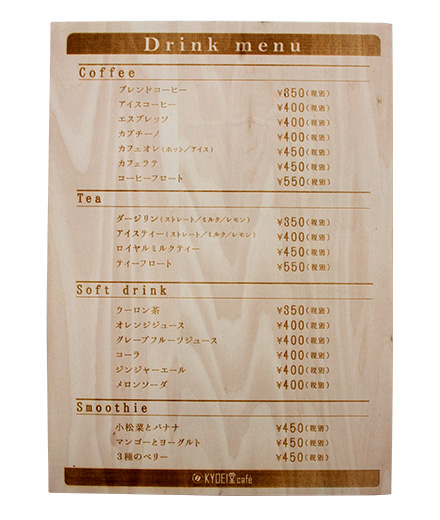 Drink menu
Coffee
ブレンドコーヒー ¥350(税別)
アイスコーヒー ¥400(税別)
エスプレッソ ¥400(税別)
カプチーノ ¥400(税別)
カフェオレ(ホット/アイス) ¥450(税別)
カフェラテ ¥450(税別)
コーヒーフロート ¥550(税別)
Tea
ダージリン(ストレート/ミルク/レモン) ¥350(税別)
アイスティー(ストレート/ミルク/レモン) ¥400(税別)
ロイヤルミルクティー ¥450(税別)
ティーフロート ¥550(税別)
Soft drink
ウーロン茶 ¥350(税別)
オレンジジュース ¥400(税別)
グレープフルーツジュース ¥400(税別)
コーラ ¥400(税別)
ジンジャーエール ¥400(税別)
メロンソーダ ¥400(税別)
Smoothie
小松菜とバナナ ¥450(税別)
マンゴーとヨーグルト ¥450(税別)
3種のベリー ¥450(税別)
KYOEI堂café